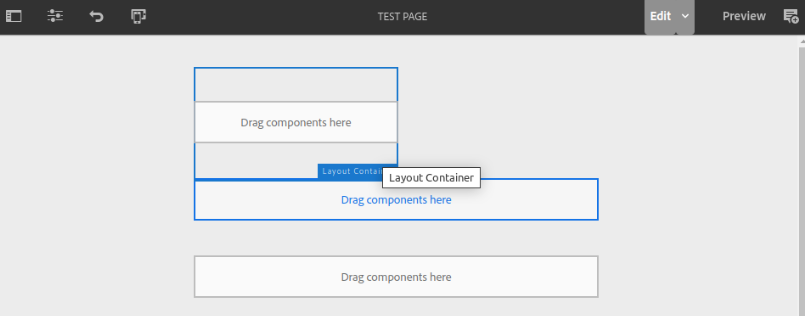 TEST PAGE
Edit
Preview
Drag components here
Layout Contai
Layout Container
Drag components here
Drag components here